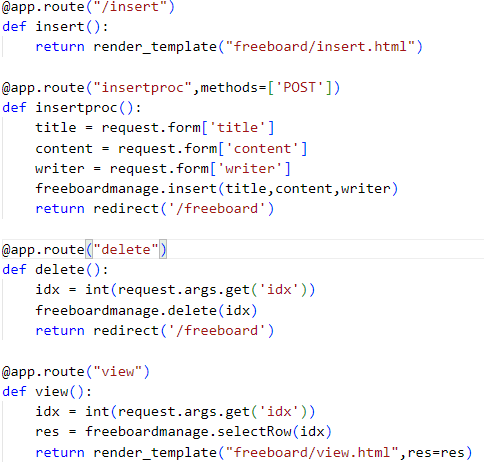 @app.route("/insert")
def insert():
    return render_template("freeboard/insert.html")

@app.route("insertproc",methods=['POST'])
def insertproc():
    title = request.form['title']
    content = request.form['content']
    writer = request.form['writer']
    freeboardmanage.insert(title,content,writer)
    return redirect('/freeboard')

@app.route("delete")
def delete():
    idx = int(request.args.get('idx'))
    freeboardmanage.delete(idx)
    return redirect('/freeboard')

@app.route("view")
def view():
    idx = int(request.args.get('idx'))
    res = freeboardmanage.selectRow(idx)
    return render_template("freeboard/view.html",res=res)